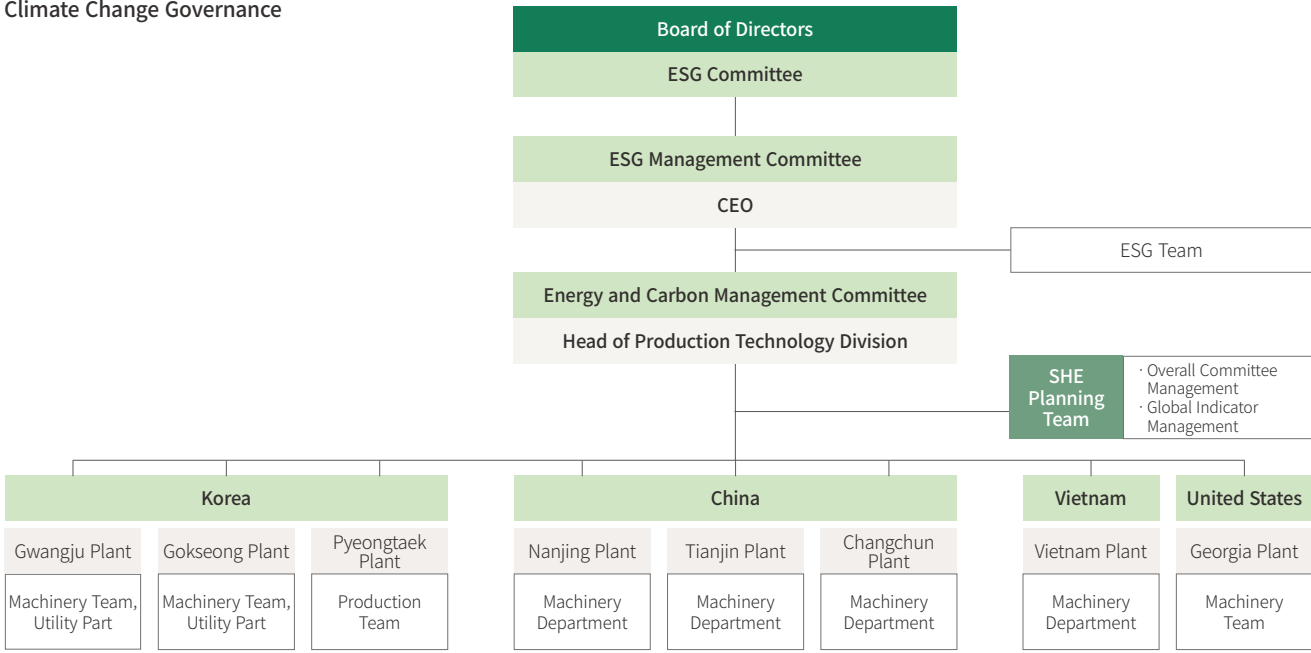 Climate Change Governance
Board of Directors
ESG Committee
ESG Management Committee
CEO
ESG Team
Energy and Carbon Management Committee
Head of Production Technology Division
SHE
Planning
Team
· Overall Committee
Management
· Global Indicator
Management
Korea
China
Vietnam
United States
Gwangju Plant
Gokseong Plant
Pyeongtaek
Plant
Nanjing Plant
Tianjin Plant
Changchun
Plant
Vietnam Plant
Georgia Plant
Machinery Team,
Utility Part
Machinery Team,
Utility Part
Production
Team
Machinery
Department
Machinery
Department
Machinery
Department
Machinery
Department
Machinery
Team